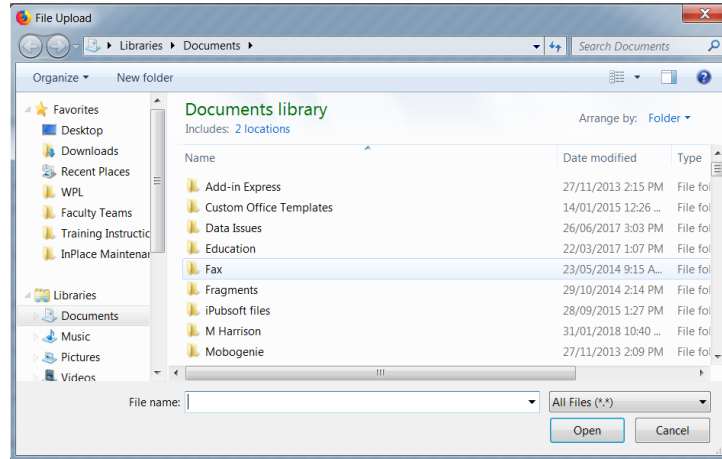 File Upload
Libraries Documents
Search Documents
Organize New folder
Favorites
Desktop
Downloads
Recent Places
WPL
Faculty Teams
Training Instructic
InPlace Maintenar
Libraries
Documents
Music
Pictures
Videos
Documents library
Includes: 2 locations
Arrange by: Folder
Name Date modified Type
Add-in Express 27/11/2013 2:15 PM File fol
Custom Office Templates 14/01/2015 12:26 ... File fol
Data Issues 26/06/2017 3:03 PM File fol
Education 22/03/2017 1:07 PM File fol
Fax 23/05/2014 9:15 A... File fol
Fragments 29/10/2014 2:14 PM File fol
iPubsoft files 28/09/2015 1:27 PM File fol
M Harrison 31/01/2018 10:40 ... File fol
Mobogenie 27/11/2013 2:09 PM File fol
File name:
All Files (*.*)
Open Cancel